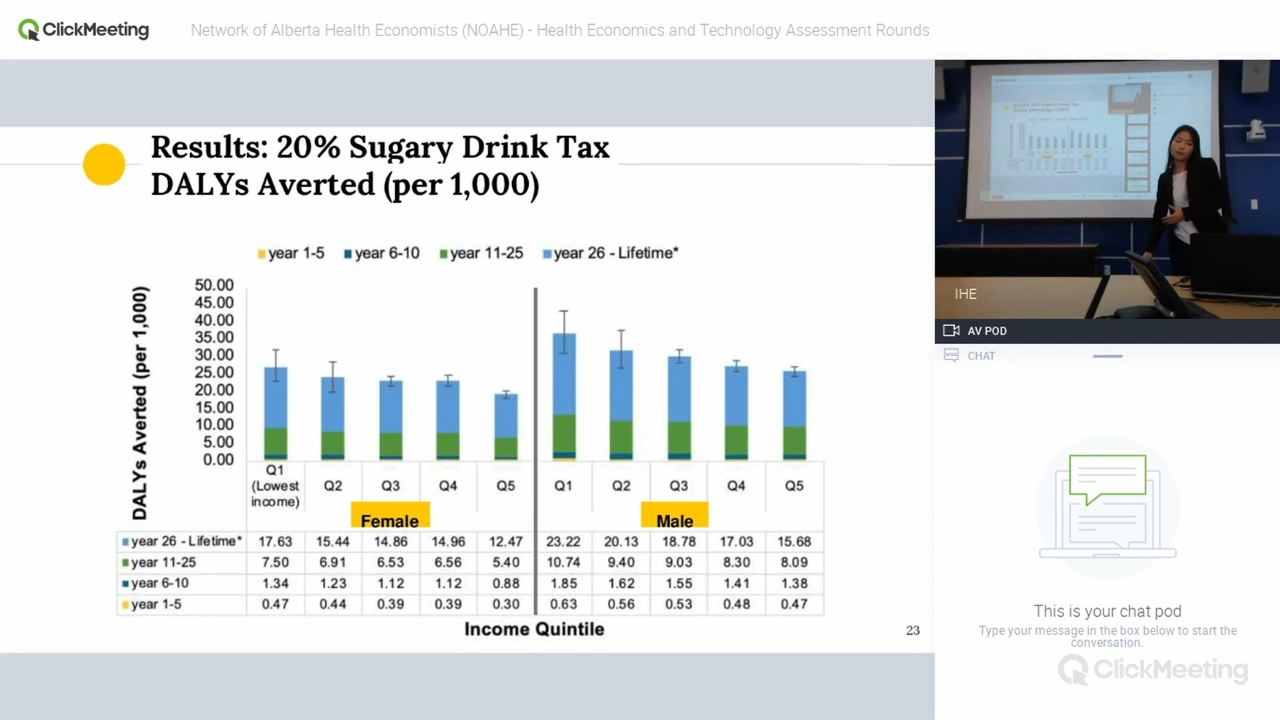 ClickMeeting
Network of Alberta Health Economists (NOAHE) - Health Economics and Technology Assessment Rounds
Results: 20% Sugary Drink Tax
DALYs Averted (per 1,000)
year 1-5 year 6-10 year 11-25 year 26 - Lifetime*
DALYs Averted (per 1,000)
50.00
45.00
40.00
35.00
30.00
25.00
20.00
15.00
10.00
5.00
0.00
Q1 (Lowest income) Q2 Q3 Q4 Q5 Q1 Q2 Q3 Q4 Q5
Female Male
year 26 - Lifetime* 17.63 15.44 14.86 14.96 12.47 23.22 20.13 18.78 17.03 15.68
year 11-25 7.50 6.91 6.53 6.56 5.40 10.74 9.40 9.03 8.30 8.09
year 6-10 1.34 1.23 1.12 1.12 0.88 1.85 1.62 1.55 1.41 1.38
year 1-5 0.47 0.44 0.39 0.39 0.30 0.63 0.56 0.53 0.48 0.47
Income Quintile
23
IHE
AV POD
CHAT
This is your chat pod
Type your message in the box below to start the
conversation.
ClickMeeting